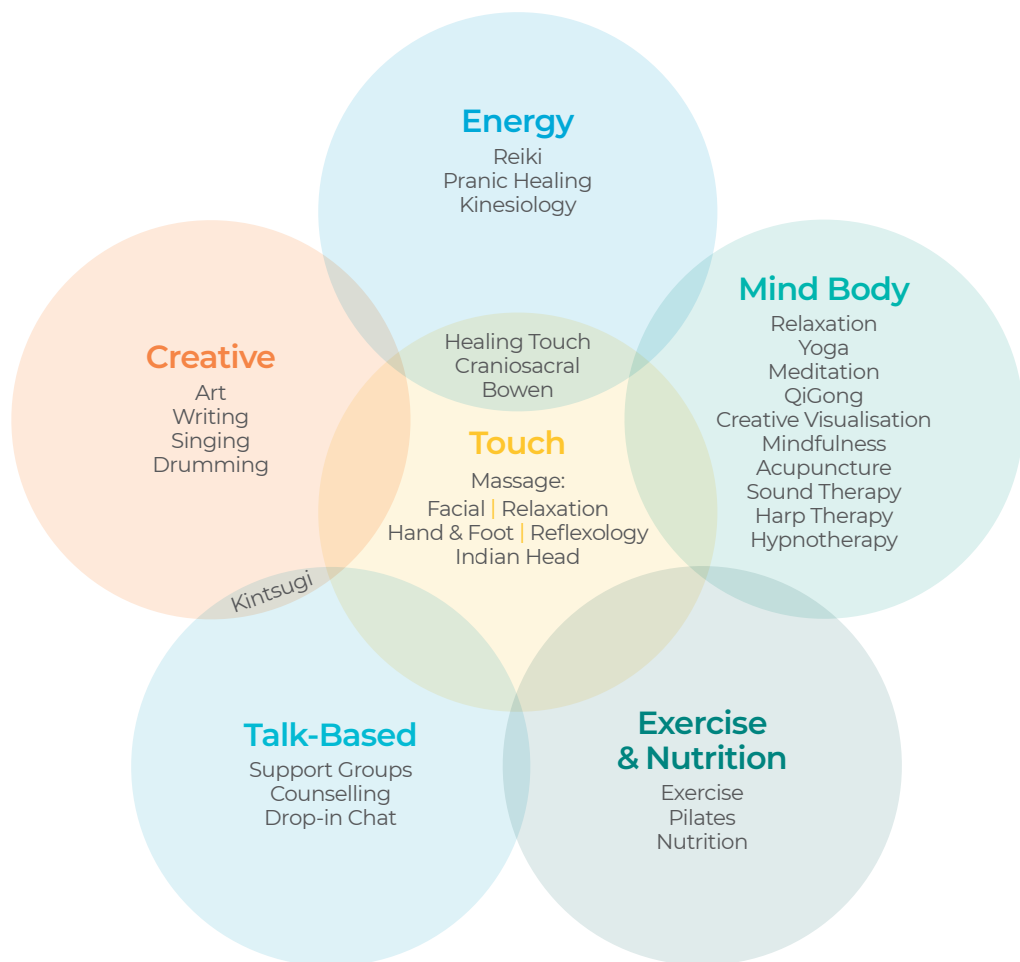 Energy
Reiki
Pranic Healing
Kinesiology
Mind Body
Relaxation
Yoga
Meditation
QiGong
Creative Visualisation
Mindfulness
Acupuncture
Sound Therapy
Harp Therapy
Hypnotherapy
Creative
Art
Writing
Singing
Drumming
Healing Touch
Craniosacral
Bowen
Touch
Massage:
Facial | Relaxation
Hand & Foot | Reflexology
Indian Head
Kintsugi
Talk-Based
Support Groups
Counselling
Drop-in Chat
Exercise
& Nutrition
Exercise
Pilates
Nutrition